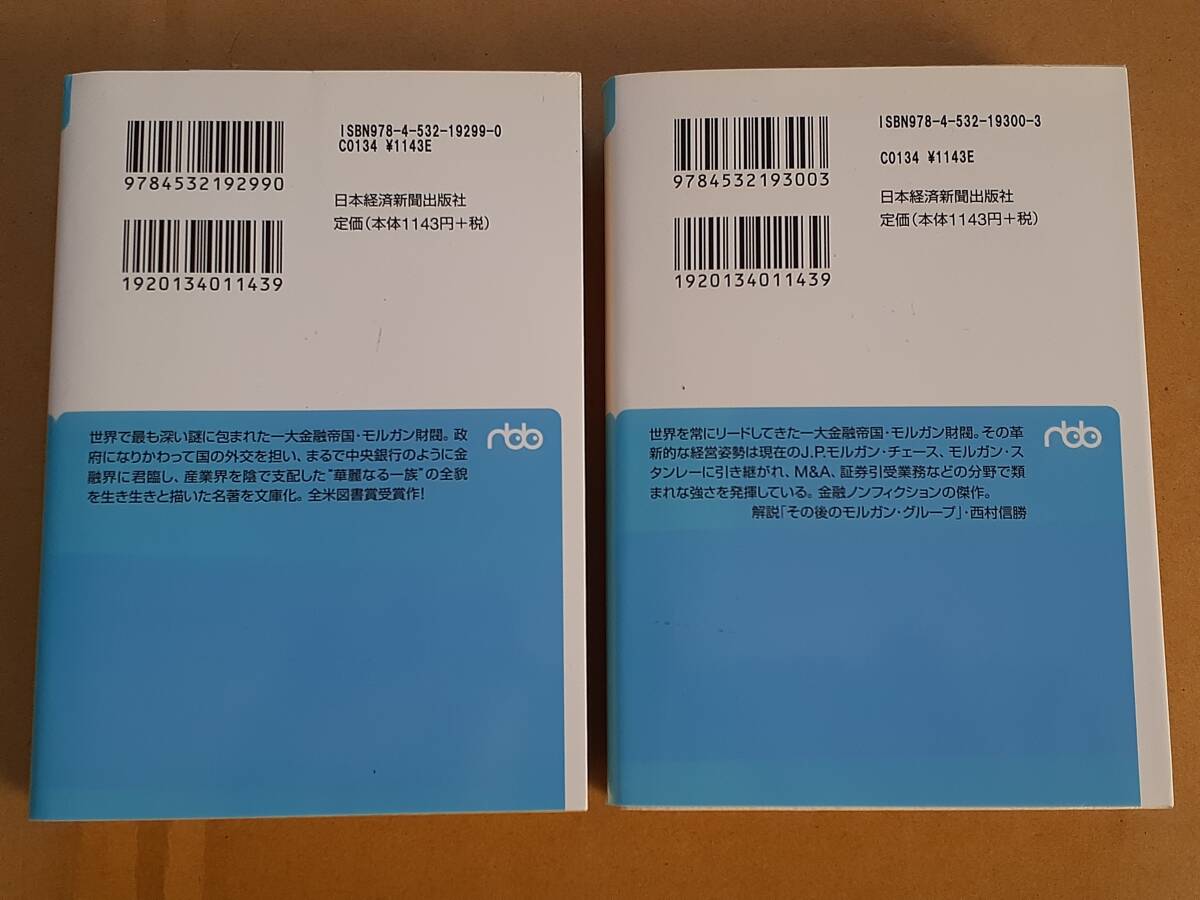 ISBN978-4-532-19299-0
C0134 ¥1143E
9784532192990
日本経済新聞出版社
定価(本体1143円+税)
1920134011439
世界で最も深い謎に包まれた一大金融帝国・モルガン財閥。政
府になりかわって国の外交を担い、まるで中央銀行のように金
融界に君臨し、産業界を陰で支配した“華麗なる一族”の全貌
を生き生きと描いた名著を文庫化。全米図書賞受賞作!
nbb
ISBN978-4-532-19300-3
C0134 ¥1143E
9784532193003
日本経済新聞出版社
定価(本体1143円+税)
1920134011439
世界を常にリードしてきた一大金融帝国・モルガン財閥。その革
新的な経営姿勢は現在のJ.P.モルガン・チェース、モルガン・ス
タンレーに引き継がれ、M&A、証券引受業務などの分野で類
まれな強さを発揮している。金融ノンフィクションの傑作。
解説「その後のモルガン・グループ」・西村信勝
nbb